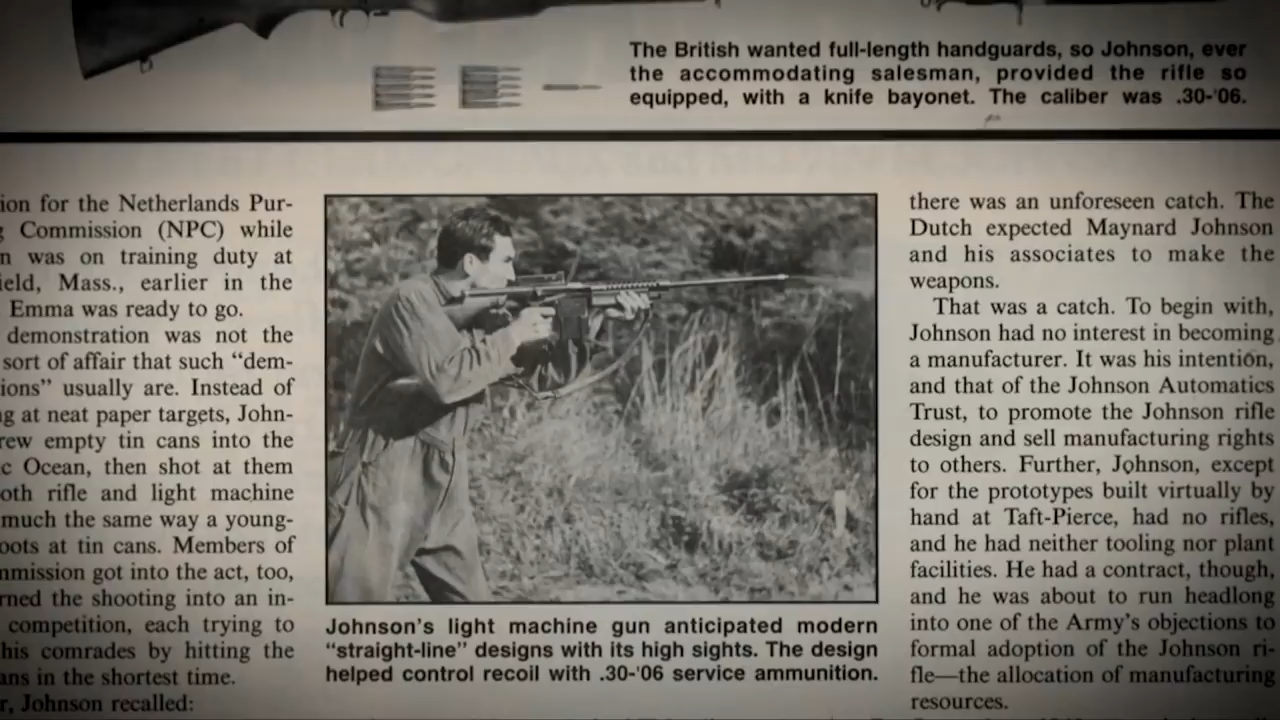 The British wanted full-length handguards, so Johnson, ever
the accommodating salesman, provided the rifle so
equipped, with a knife bayonet. The caliber was .30-'06.
ion for the Netherlands Pur-
Commission (NPC) while
n was on training duty at
ield, Mass., earlier in the
Emma was ready to go.
demonstration was not the
sort of affair that such “dem-
ions” usually are. Instead of
ng at neat paper targets, John-
rew empty tin cans into the
c Ocean, then shot at them
oth rifle and light machine
much the same way a young-
oots at tin cans. Members of
mmission got into the act, too,
rned the shooting into an in-
competition, each trying to
his comrades by hitting the
ans in the shortest time.
r, Johnson recalled:
Johnson's light machine gun anticipated modern
“straight-line” designs with its high sights. The design
helped control recoil with .30-'06 service ammunition.
there was an unforeseen catch. The
Dutch expected Maynard Johnson
and his associates to make the
weapons.
That was a catch. To begin with,
Johnson had no interest in becoming
a manufacturer. It was his intention,
and that of the Johnson Automatics
Trust, to promote the Johnson rifle
design and sell manufacturing rights
to others. Further, Johnson, except
for the prototypes built virtually by
hand at Taft-Pierce, had no rifles,
and he had neither tooling nor plant
facilities. He had a contract, though,
and he was about to run headlong
into one of the Army's objections to
formal adoption of the Johnson ri-
fle—the allocation of manufacturing
resources.